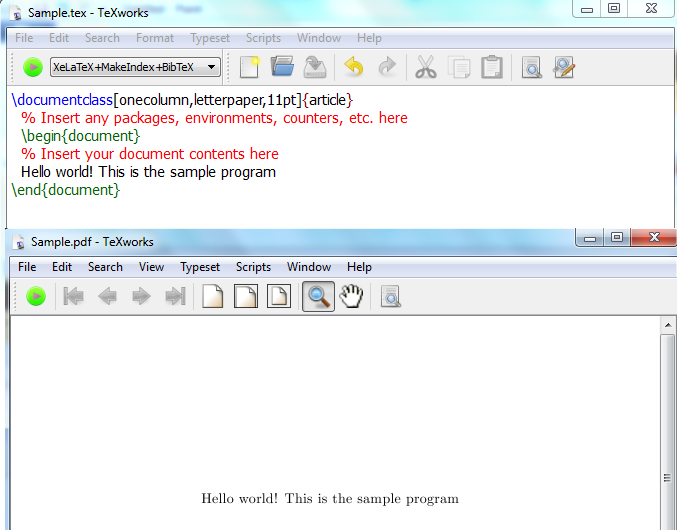 Sample.tex - TeXworks
File Edit Search Format Typeset Scripts Window Help
XeLaTeX+MakeIndex+BibTeX
\documentclass[onecolumn,letterpaper,11pt]{article}
% Insert any packages, environments, counters, etc. here
\begin{document}
% Insert your document contents here
Hello world! This is the sample program
\end{document}
Sample.pdf - TeXworks
File Edit Search View Typeset Scripts Window Help
Hello world! This is the sample program